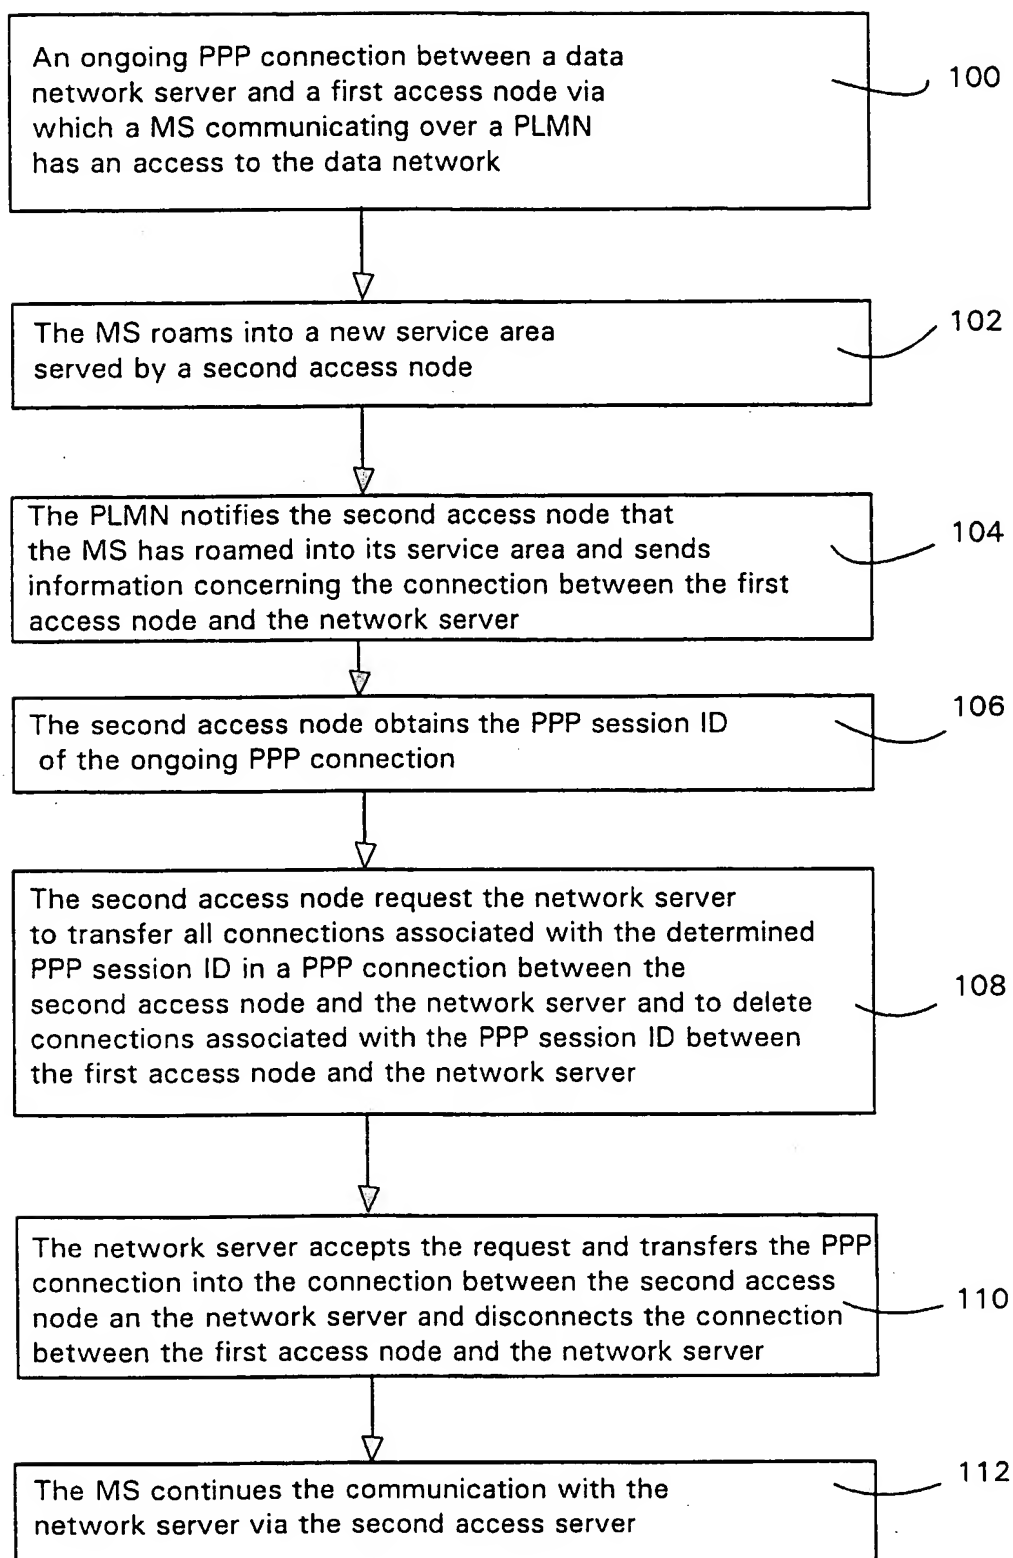 An ongoing PPP connection between a data
network server and a first access node via
which a MS communicating over a PLMN
has an access to the data network
100
The MS roams into a new service area
served by a second access node
102
The PLMN notifies the second access node that
the MS has roamed into its service area and sends
information concerning the connection between the first
access node and the network server
104
The second access node obtains the PPP session ID
of the ongoing PPP connection
106
The second access node request the network server
to transfer all connections associated with the determined
PPP session ID in a PPP connection between the
second access node and the network server and to delete
connections associated with the PPP session ID between
the first access node and the network server
108
The network server accepts the request and transfers the PPP
connection into the connection between the second access
node an the network server and disconnects the connection
between the first access node and the network server
110
The MS continues the communication with the
network server via the second access server
112